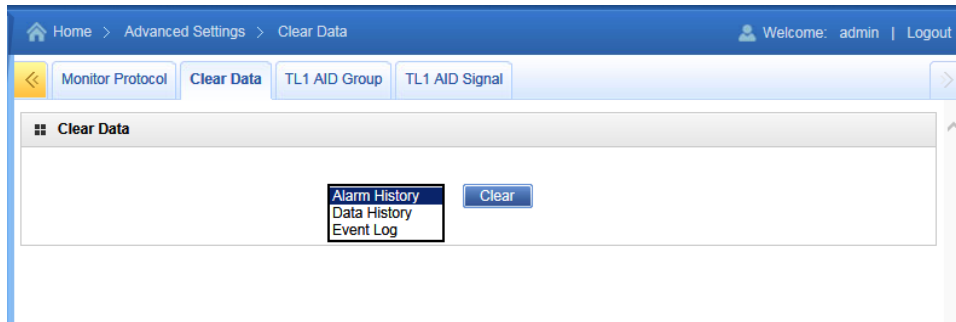 Home > Advanced Settings > Clear Data Welcome: admin | Logout
Monitor Protocol Clear Data TL1 AID Group TL1 AID Signal
Clear Data
Alarm History Clear
Data History
Event Log